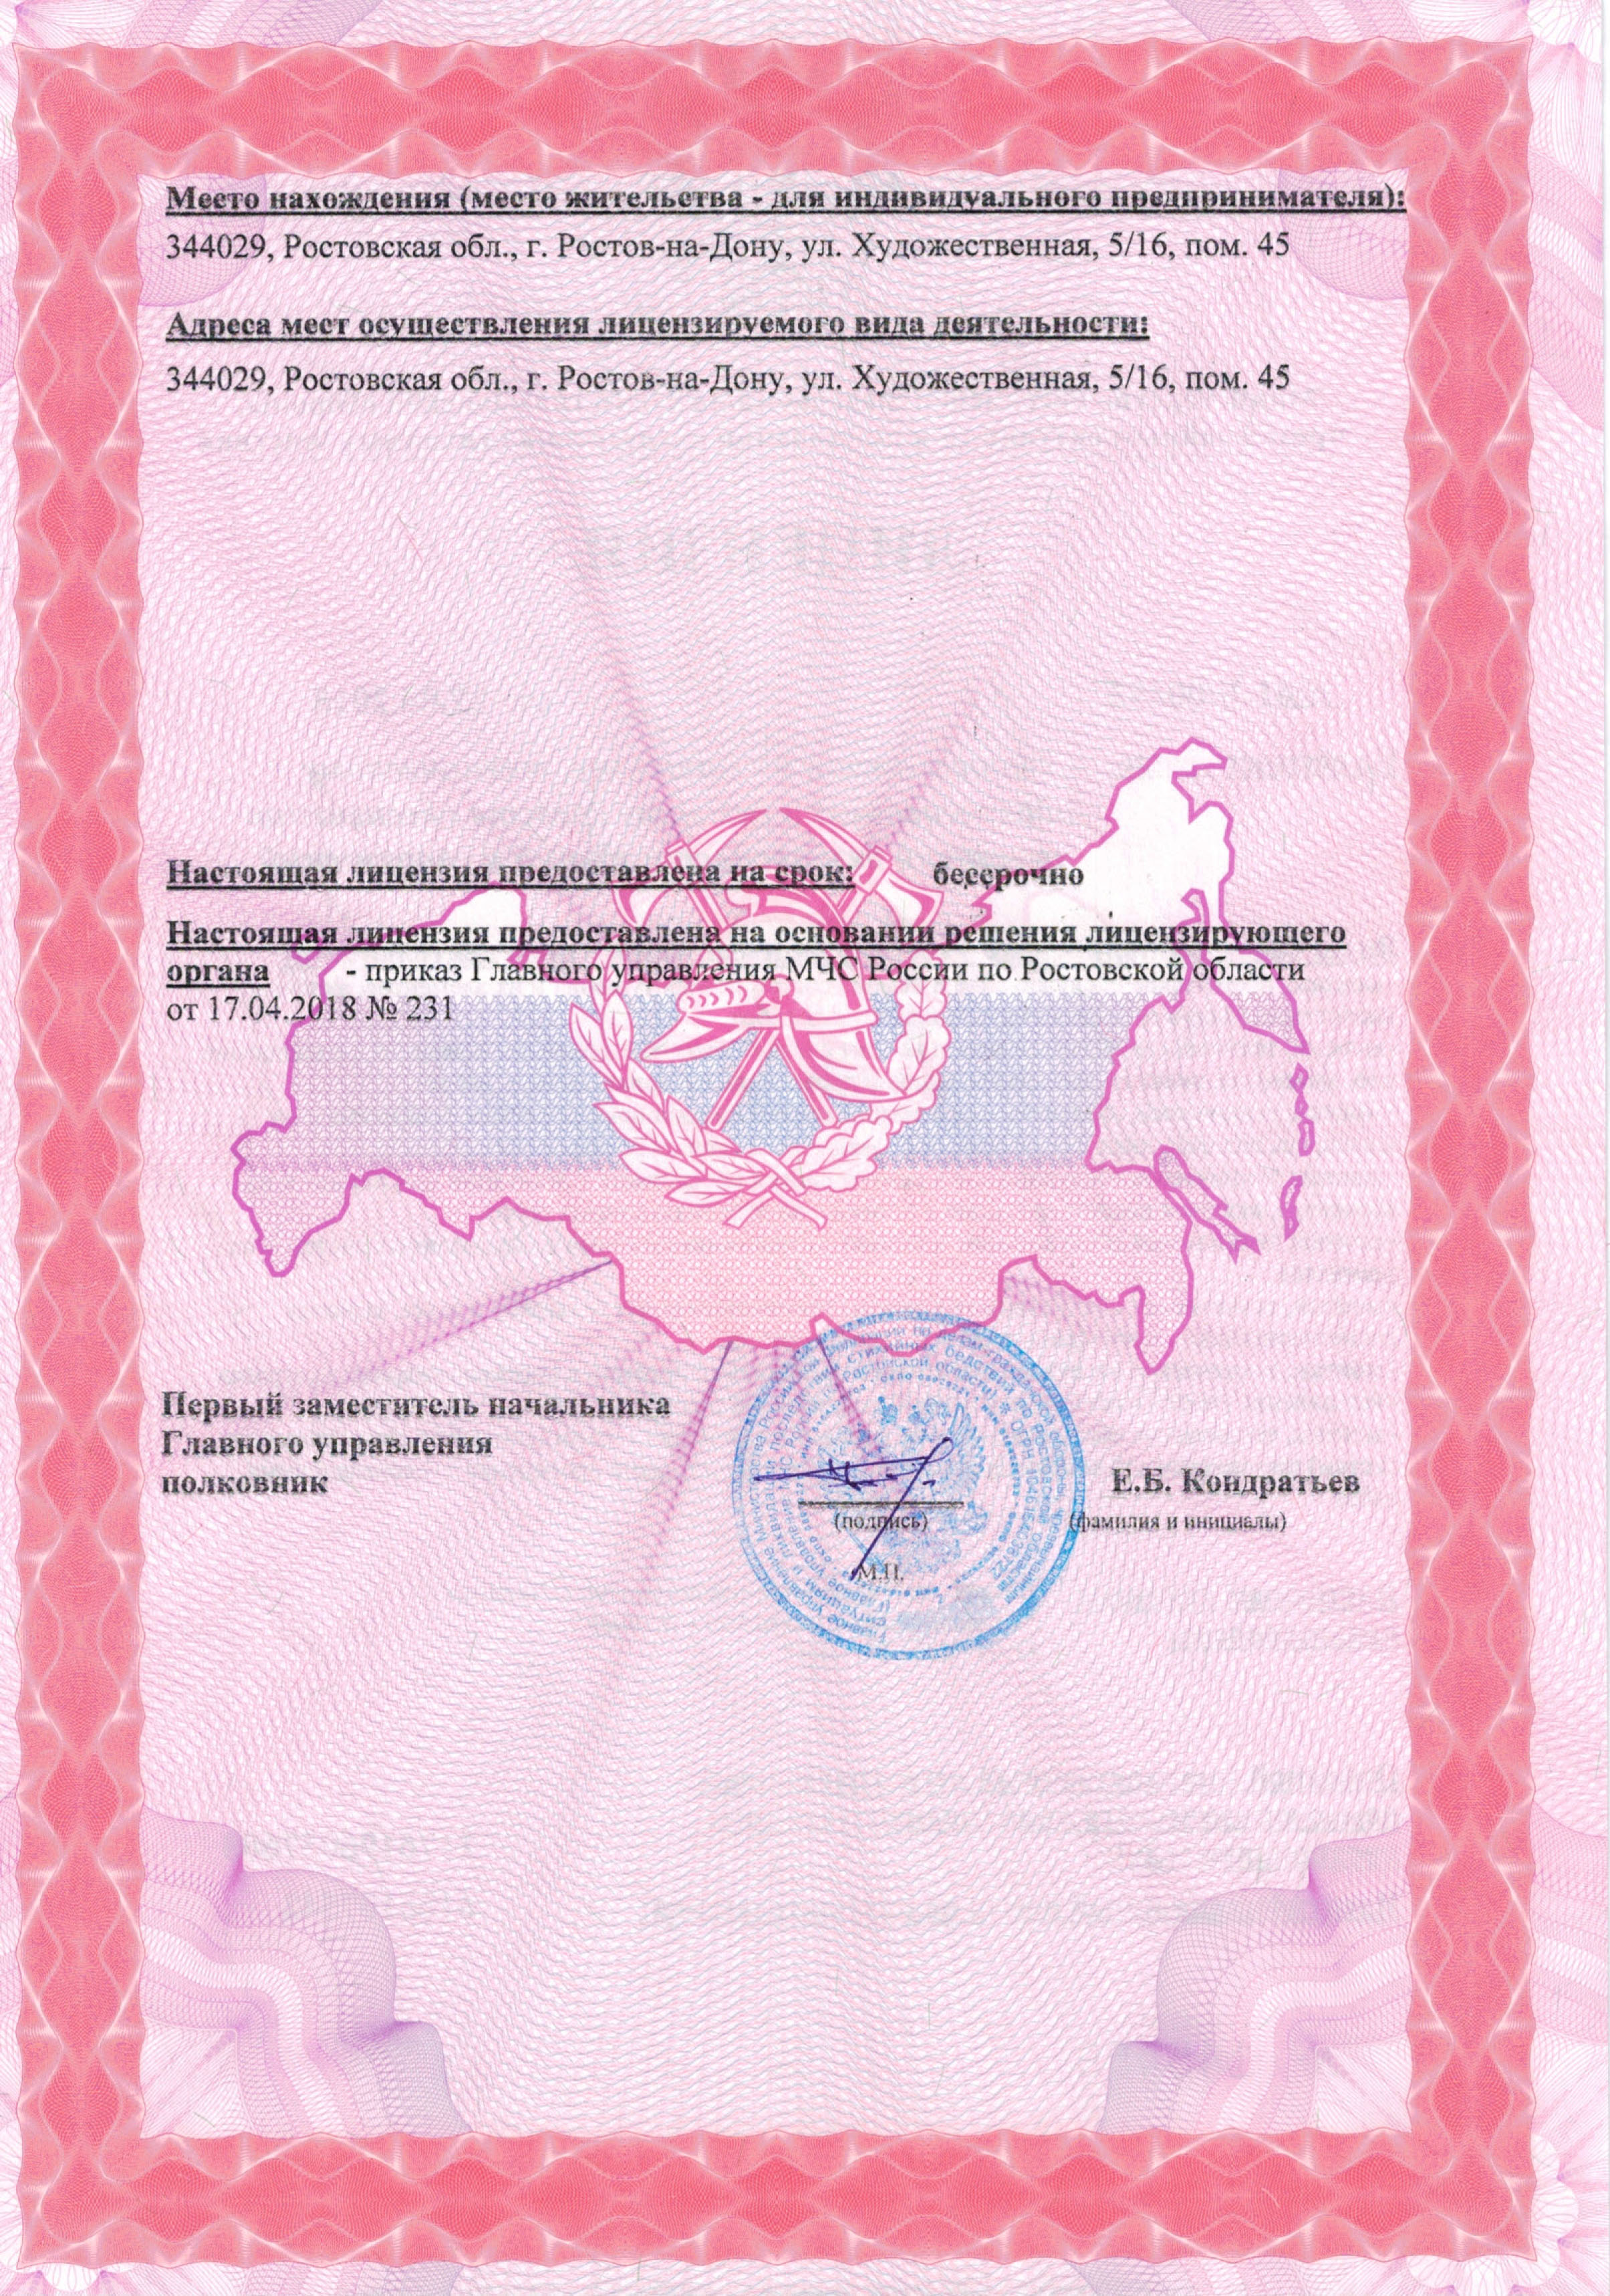 Место нахождения (место жительства - для индивидуального предпринимателя):
344029, Ростовская обл., г. Ростов-на-Дону, ул. Художественная, 5/16, пом. 45
Адреса мест осуществления лицензируемого вида деятельности:
344029, Ростовская обл., г. Ростов-на-Дону, ул. Художественная, 5/16, пом. 45
Настоящая лицензия предоставлена на срок: бессрочно
Настоящая лицензия предоставлена на основании решения лицензирующего
органа - приказ Главного управления МЧС России по Ростовской области
от 17.04.2018 № 231
Первый заместитель начальника
Главного управления
полковник
Е.Б. Кондратьев
(подпись)
(фамилия и инициалы)
М.П.